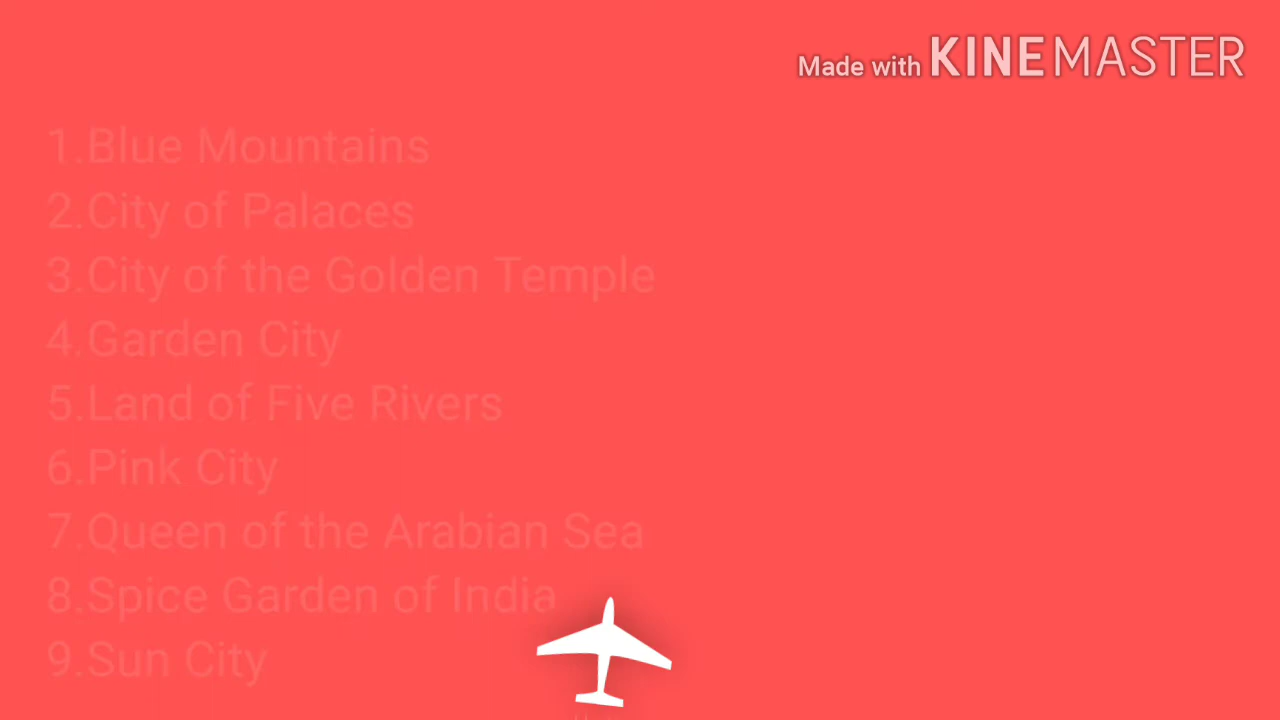 Made with KINEMASTER
1.Blue Mountains
2.City of Palaces
3.City of the Golden Temple
4.Garden City
5.Land of Five Rivers
6.Pink City
7.Queen of the Arabian Sea
8.Spice Garden of India
9.Sun City